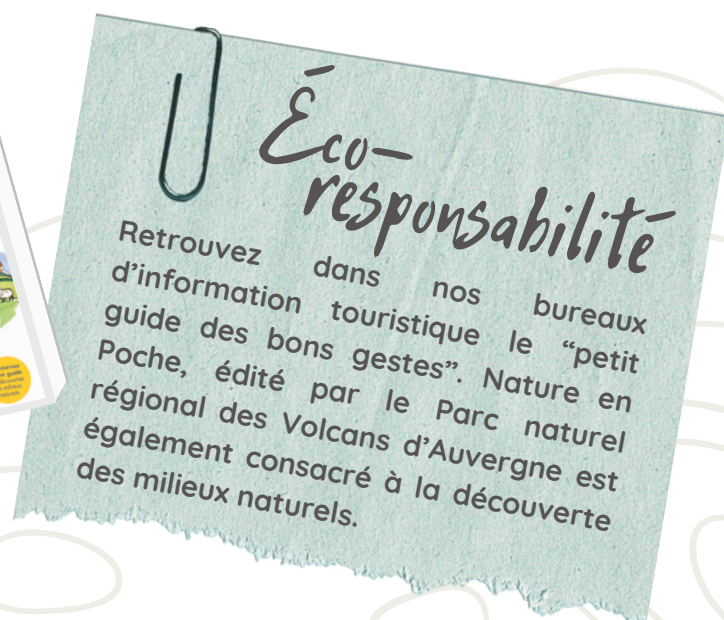 Éco-
responsabilité
Retrouvez dans nos bureaux
d’information touristique le “petit
guide des bons gestes”. Nature en
Poche, édité par le Parc naturel
régional des Volcans d’Auvergne est
également consacré à la découverte
des milieux naturels.